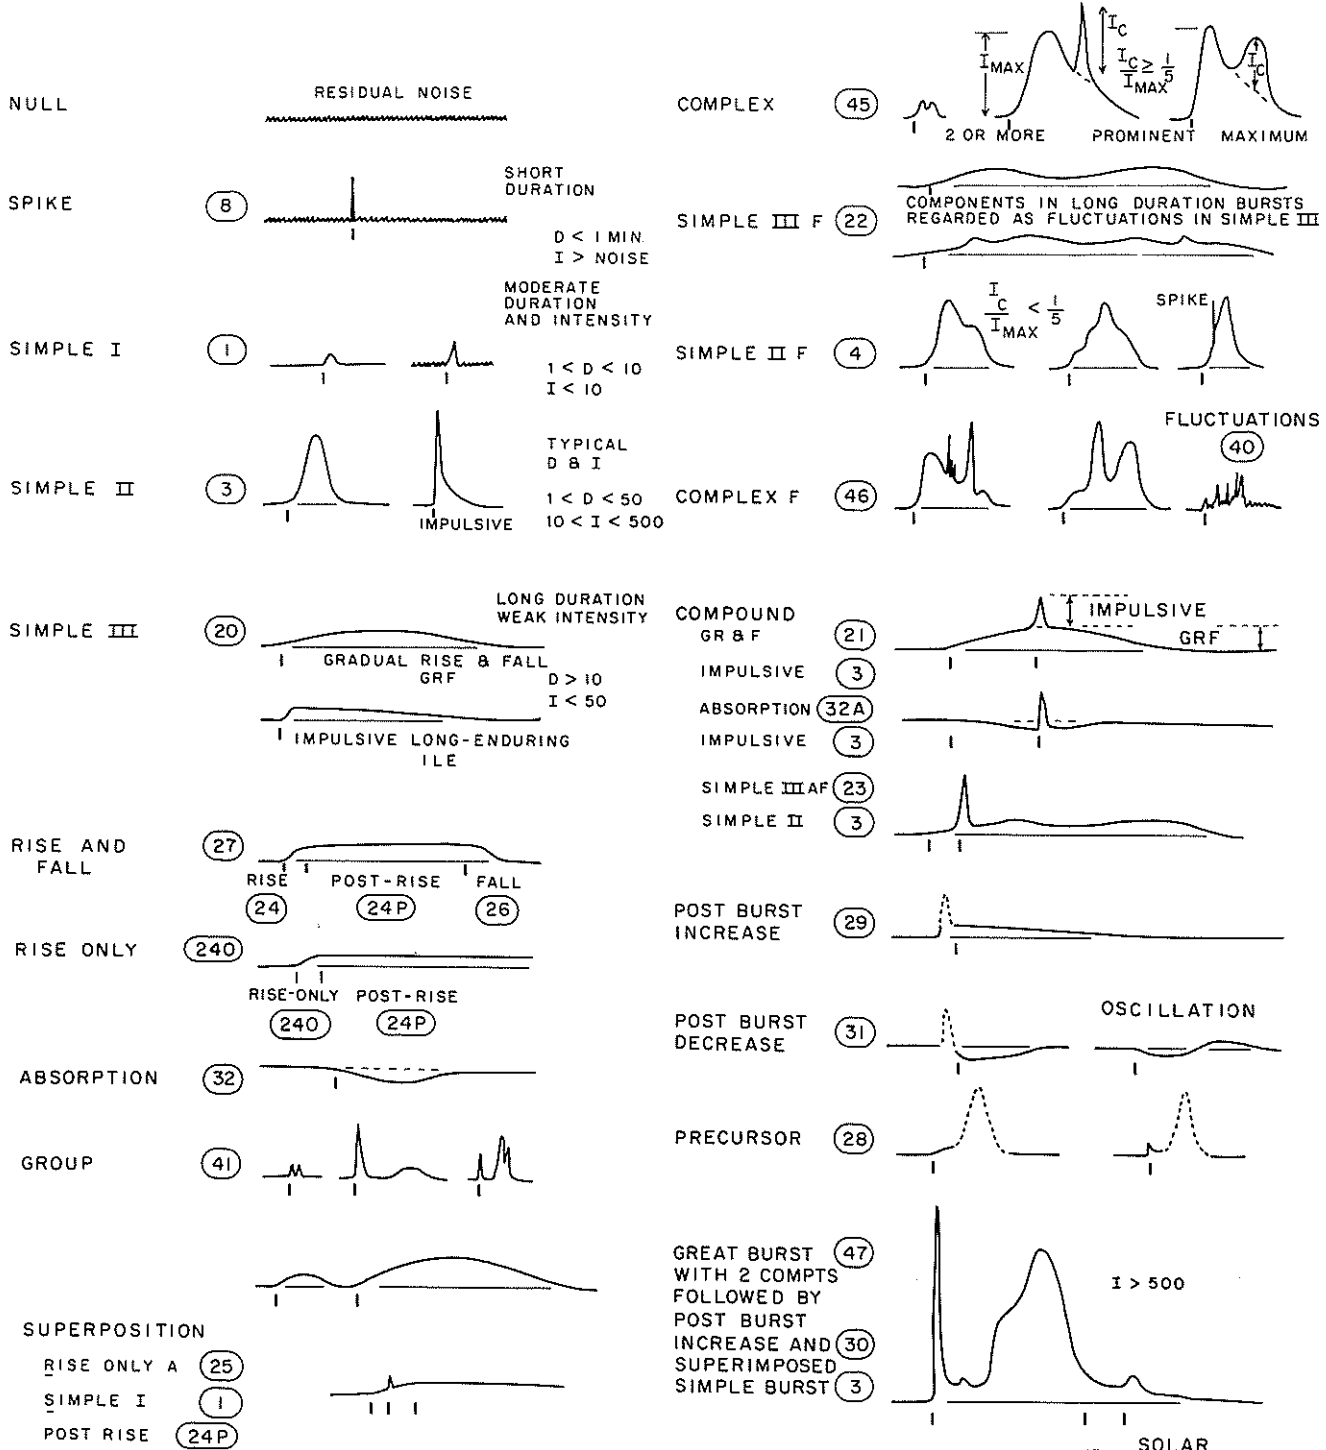 NULL
RESIDUAL NOISE
SPIKE 8
SHORT
DURATION
D < 1 MIN.
I > NOISE
SIMPLE I 1
MODERATE
DURATION
AND INTENSITY
1 < D < 10
I < 10
SIMPLE II 3
IMPULSIVE
TYPICAL
D & I
1 < D < 50
10 < I < 500
SIMPLE III 20
LONG DURATION
WEAK INTENSITY
GRADUAL RISE & FALL
GRF
D > 10
I < 50
IMPULSIVE LONG-ENDURING
ILE
RISE AND
FALL
27
RISE POST-RISE FALL
24 24P 26
RISE ONLY 240
RISE-ONLY POST-RISE
240 24P
ABSORPTION 32
GROUP 41
SUPERPOSITION
RISE ONLY A 25
SIMPLE I 1
POST RISE 24P
COMPLEX 45
I MAX
I C
I C / I MAX ≥ 1/5
I C
2 OR MORE PROMINENT MAXIMUM
SIMPLE III F 22
COMPONENTS IN LONG DURATION BURSTS
REGARDED AS FLUCTUATIONS IN SIMPLE III
SIMPLE II F 4
I C / I MAX < 1/5
SPIKE
COMPLEX F 46
FLUCTUATIONS
40
COMPOUND
GR & F 21
IMPULSIVE
GRF
IMPULSIVE 3
ABSORPTION 32A
IMPULSIVE 3
SIMPLE III AF 23
SIMPLE II 3
POST BURST
INCREASE
29
POST BURST
DECREASE
31
OSCILLATION
PRECURSOR 28
GREAT BURST 47
WITH 2 COMPTS
FOLLOWED BY
POST BURST
INCREASE AND 30
SUPERIMPOSED
SIMPLE BURST 3
I > 500
SOLAR